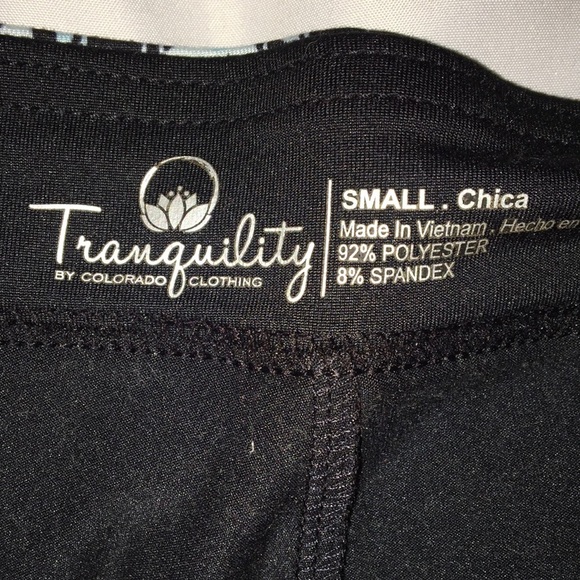 Tranquility
BY COLORADO CLOTHING
SMALL . Chica
Made In Vietnam . Hecho en
92% POLYESTER
8% SPANDEX